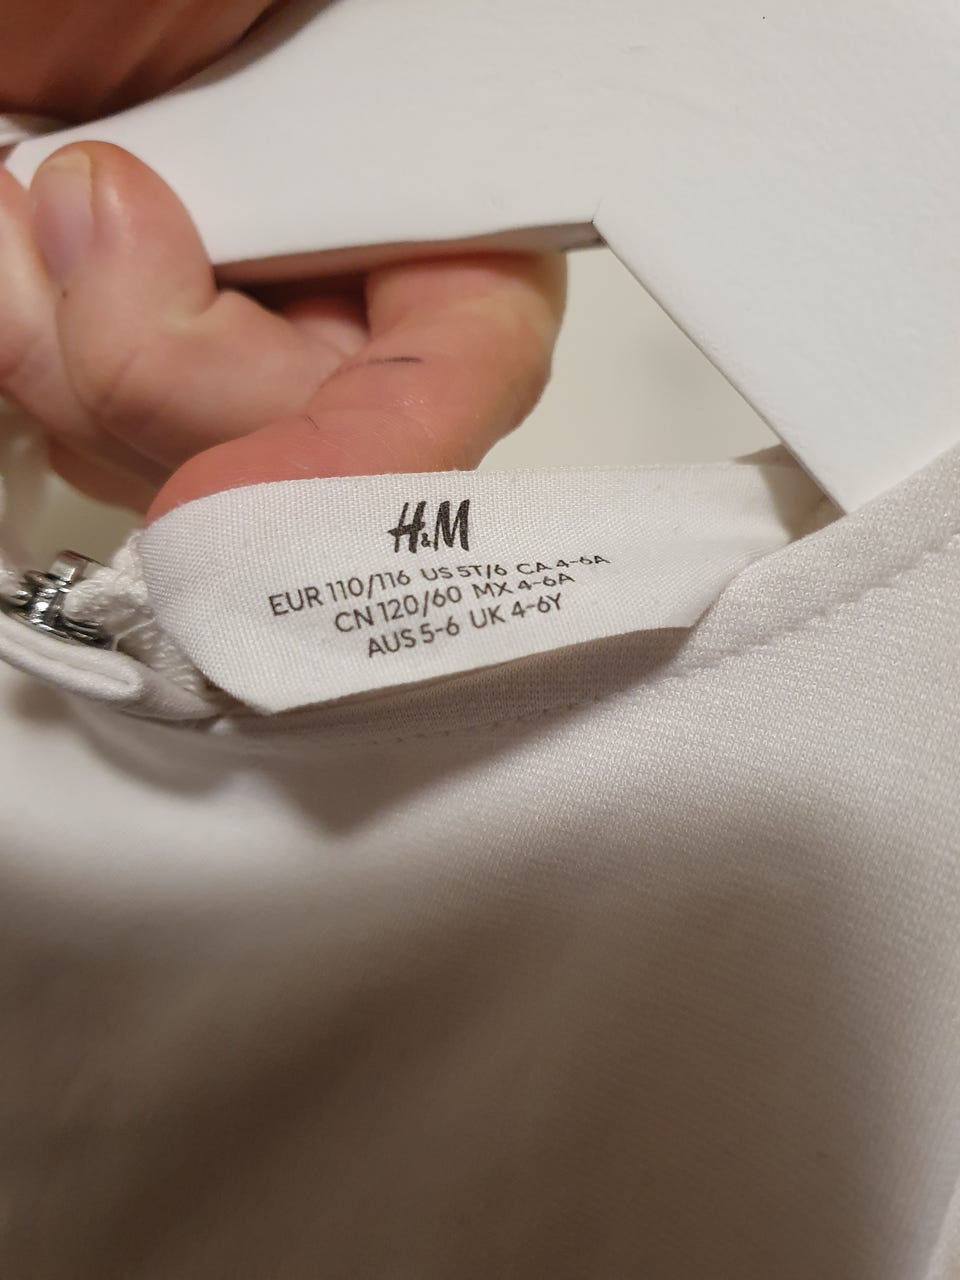 H&M
EUR 110/116 US 5T/6 CA 4-6A
CN 120/60 MX 4-6A
AUS 5-6 UK 4-6Y